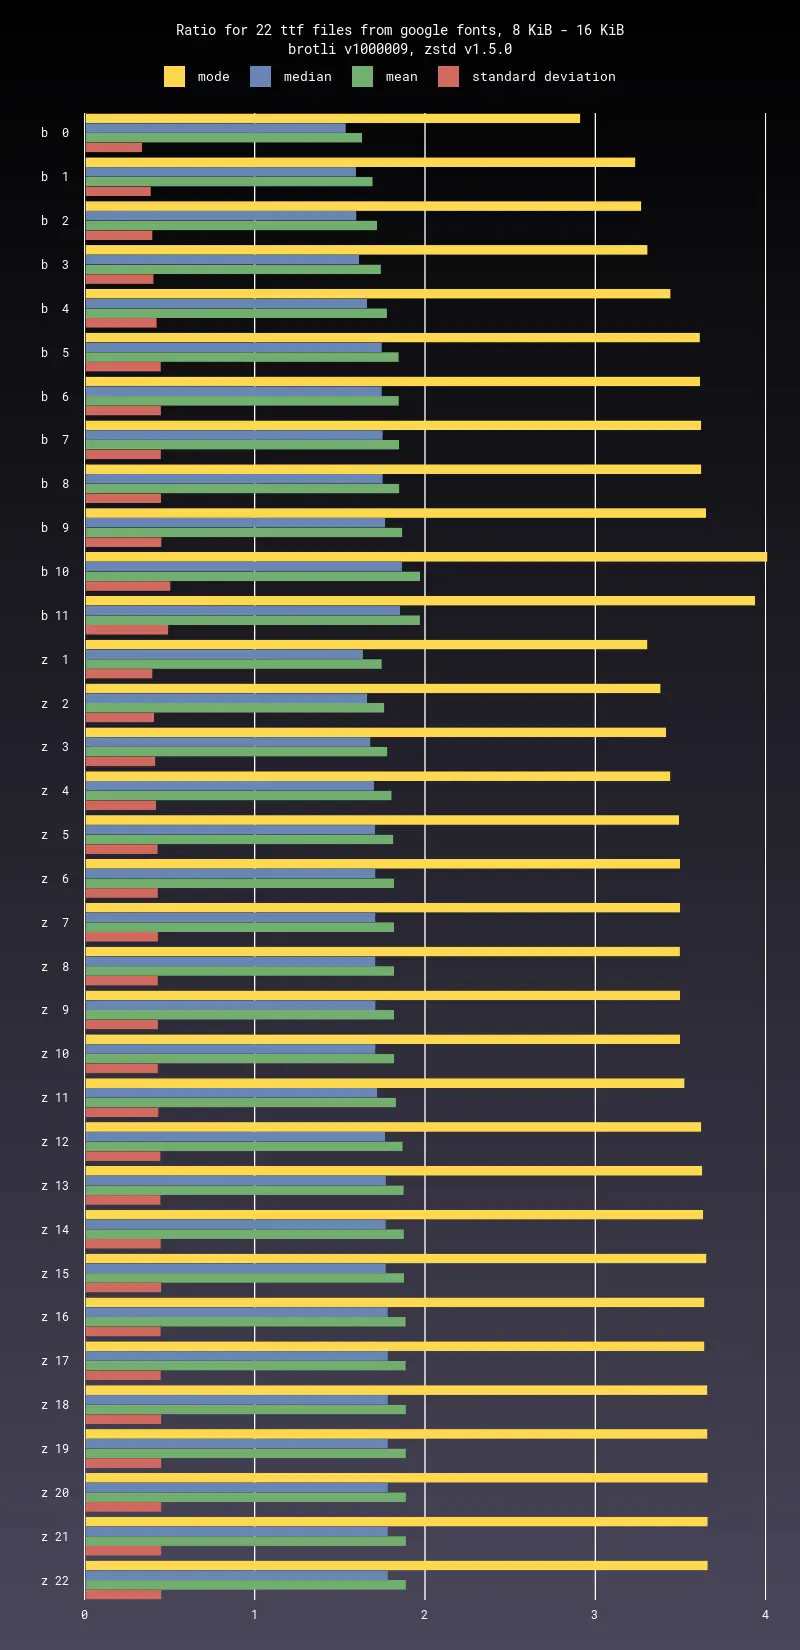 Ratio for 22 ttf files from google fonts, 8 KiB - 16 KiB
brotli v1000009, zstd v1.5.0
mode median mean standard deviation
b 0
b 1
b 2
b 3
b 4
b 5
b 6
b 7
b 8
b 9
b 10
b 11
z 1
z 2
z 3
z 4
z 5
z 6
z 7
z 8
z 9
z 10
z 11
z 12
z 13
z 14
z 15
z 16
z 17
z 18
z 19
z 20
z 21
z 22
0 1 2 3 4